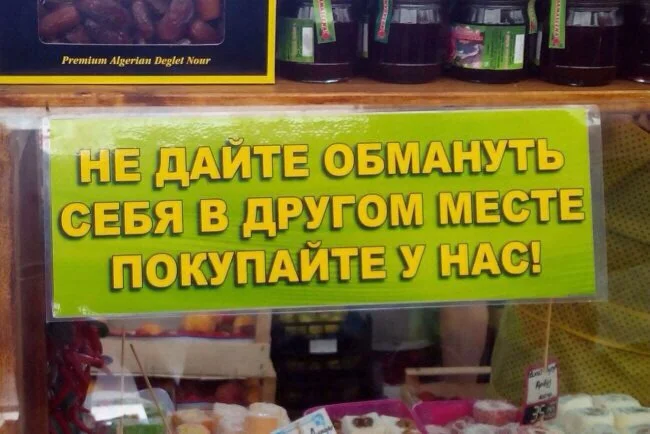 Premium Algerian Deglet Nour
НЕ ДАЙТЕ ОБМАНУТЬ
СЕБЯ В ДРУГОМ МЕСТЕ
ПОКУПАЙТЕ У НАС!